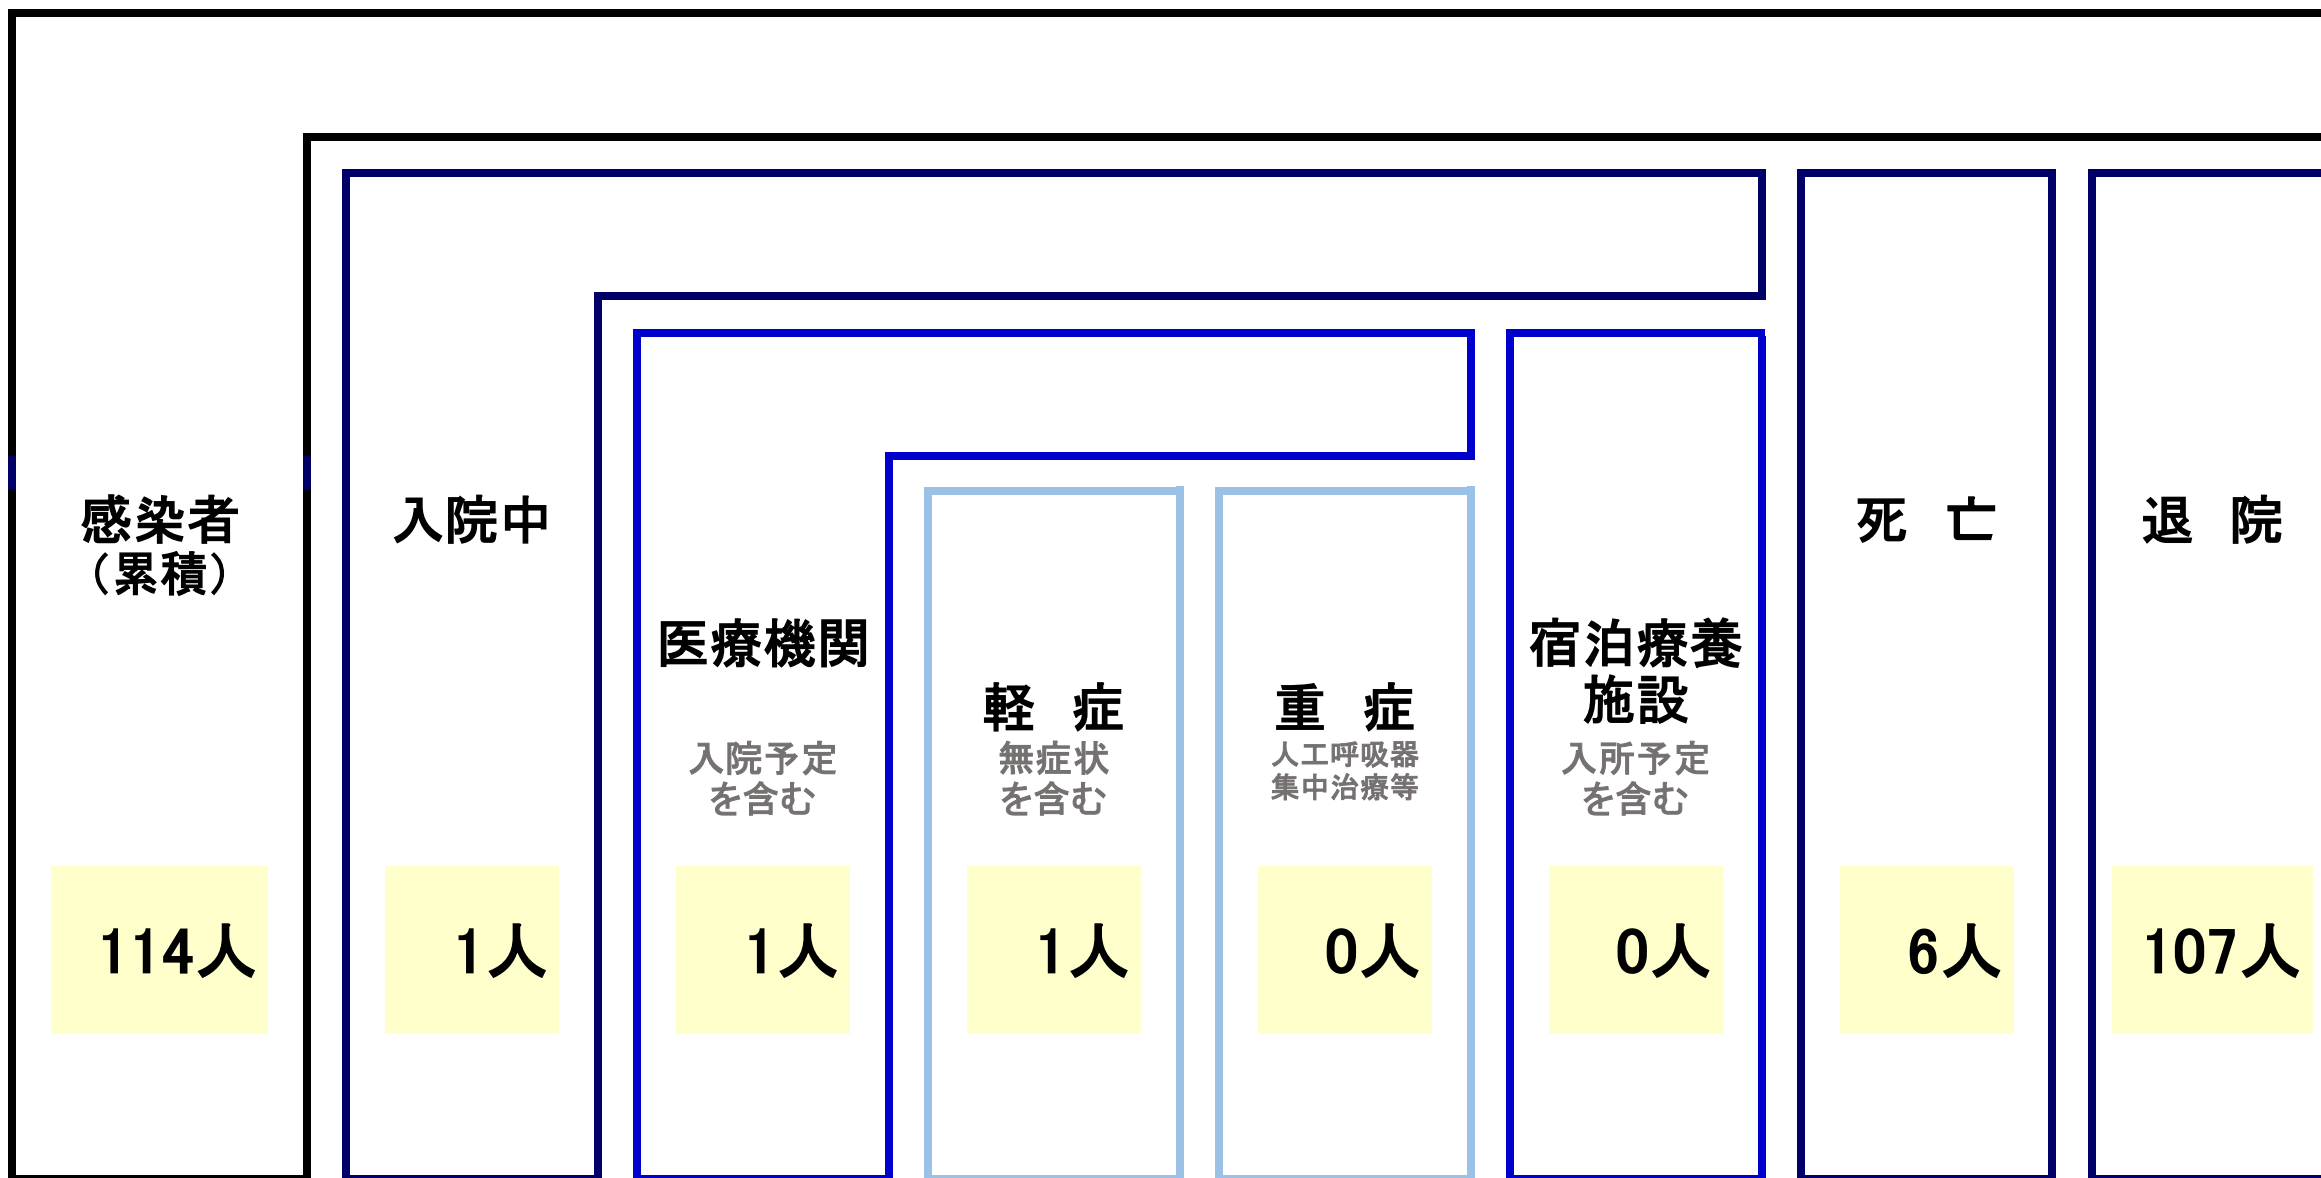 感染者
（累積）
入院中
医療機関
入院予定
を含む
軽　症
無症状
を含む
重　症
人工呼吸器
集中治療等
宿泊療養
施設
入所予定
を含む
死　亡
退　院
114人
1人
1人
1人
0人
0人
6人
107人